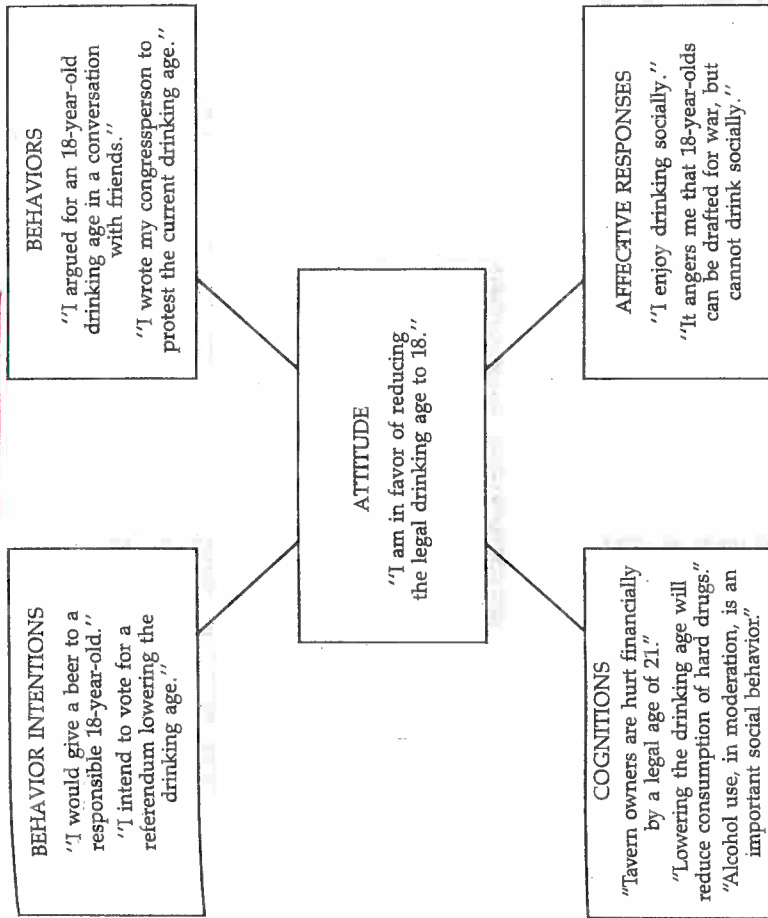 BEHAVIOR INTENTIONS
"I would give a beer to a
responsible 18-year-old."
"I intend to vote for a
referendum lowering the
drinking age."
BEHAVIORS
"I argued for an 18-year-old
drinking age in a conversation
with friends."
"I wrote my congressperson to
protest the current drinking age."
ATTITUDE
"I am in favor of reducing
the legal drinking age to 18."
COGNITIONS
"Tavern owners are hurt financially
by a legal age of 21."
"Lowering the drinking age will
reduce consumption of hard drugs."
"Alcohol use, in moderation, is an
important social behavior."
AFFECTIVE RESPONSES
"I enjoy drinking socially."
"It angers me that 18-year-olds
can be drafted for war, but
cannot drink socially."